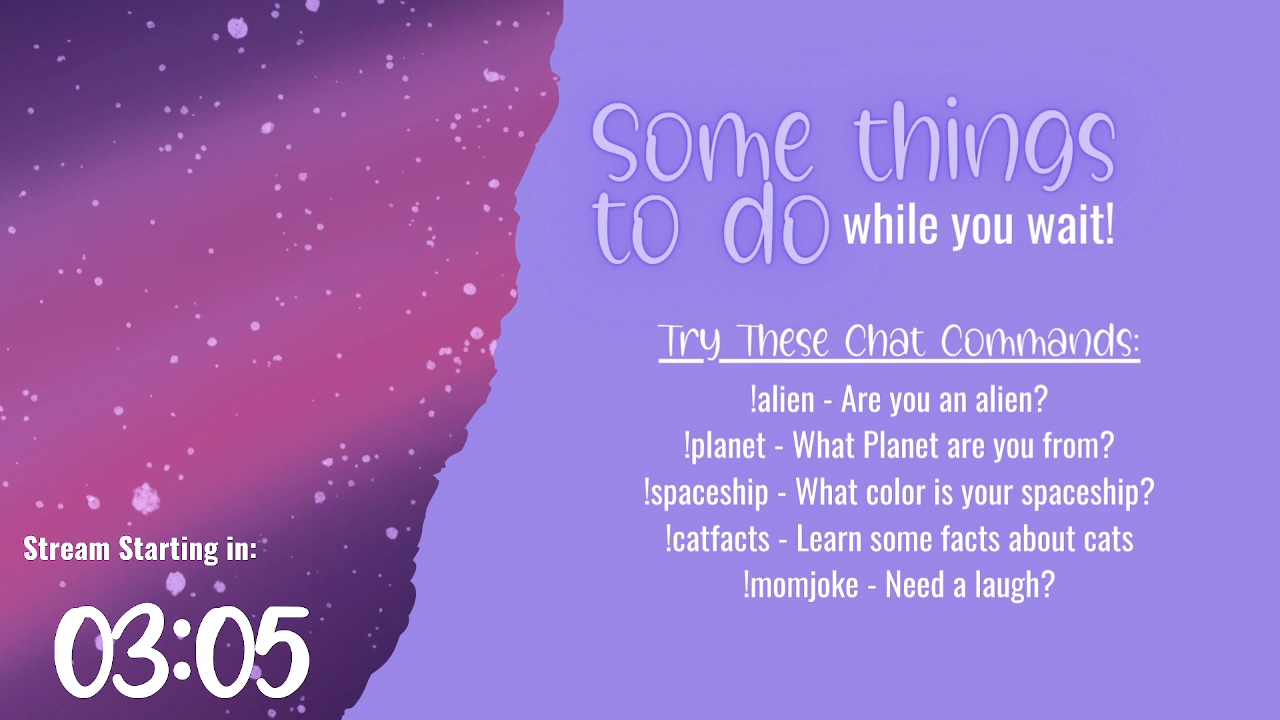 Some things
to do while you wait!
Try These Chat Commands:
!alien - Are you an alien?
!planet - What Planet are you from?
!spaceship - What color is your spaceship?
!catfacts - Learn some facts about cats
!momjoke - Need a laugh?
Stream Starting in:
03:05